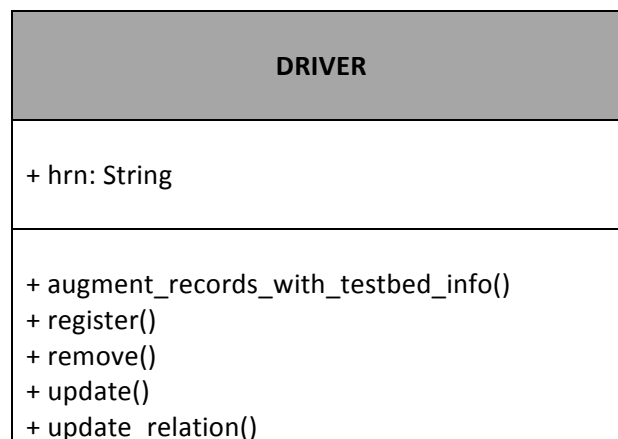 DRIVER
+ hrn: String
+ augment_records_with_testbed_info()
+ register()
+ remove()
+ update()
+ update_relation()